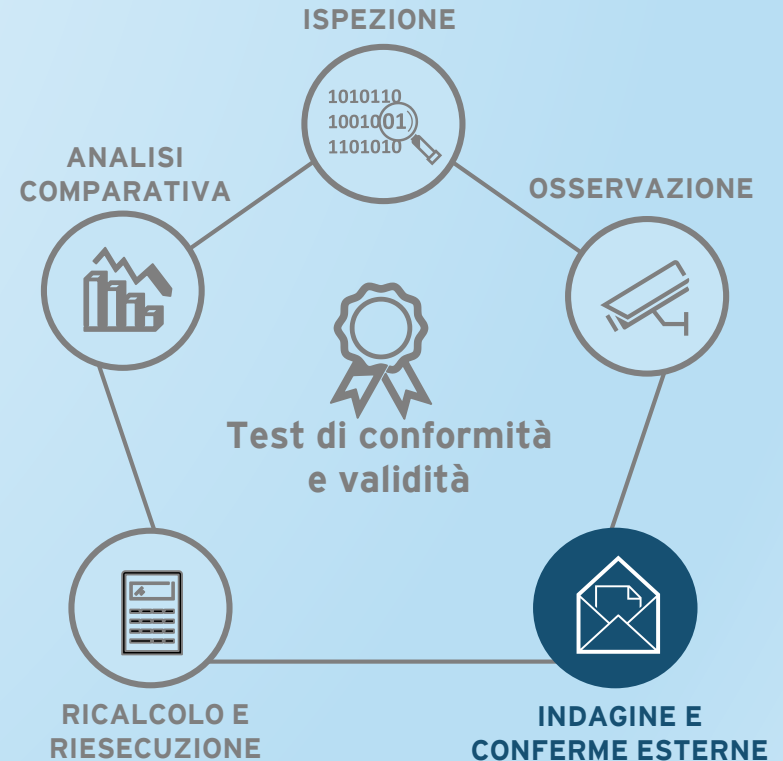 ISPEZIONE
1010110
1001001
1101010
ANALISI
COMPARATIVA
OSSERVAZIONE
Test di conformità
e validità
RICALCOLO E
RIESECUZIONE
INDAGINE E
CONFERME ESTERNE